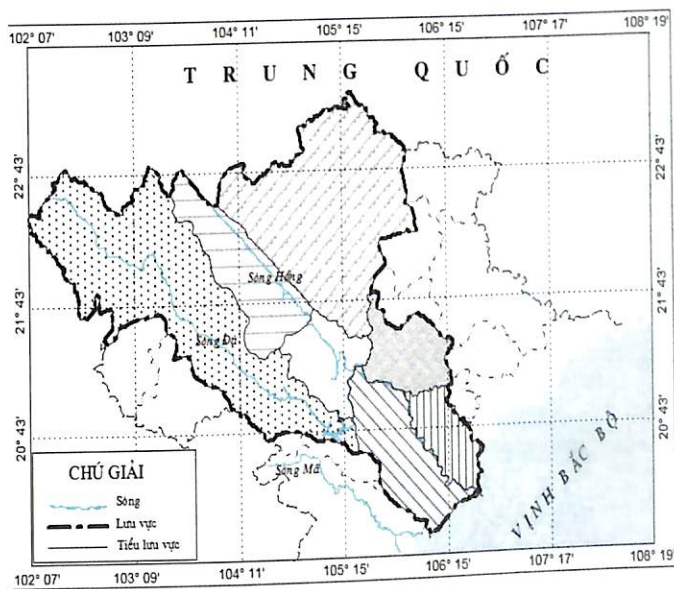 102° 07' 103° 09' 104° 11' 105° 15' 106° 15' 107° 17' 108° 19'
TRUNG QUỐC
22° 43' 22° 43'
Sông Hồng
21° 43' 21° 43'
Sông Đà
20° 43' 20° 43'
CHÚ GIẢI
Sông
Lưu vực
Tiểu lưu vực
Sông Mã
VỊNH BẮC BỘ
102° 07' 103° 09' 104° 11' 105° 15' 106° 15' 107° 17' 108° 19'